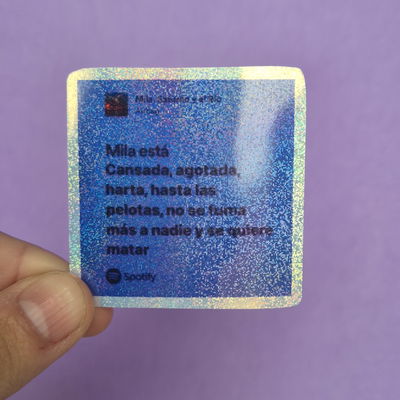 Mila está
Cansada, agotada,
harta, hasta las
pelotas, no se fuma
más a nadie y se quiere
matar
Spotify